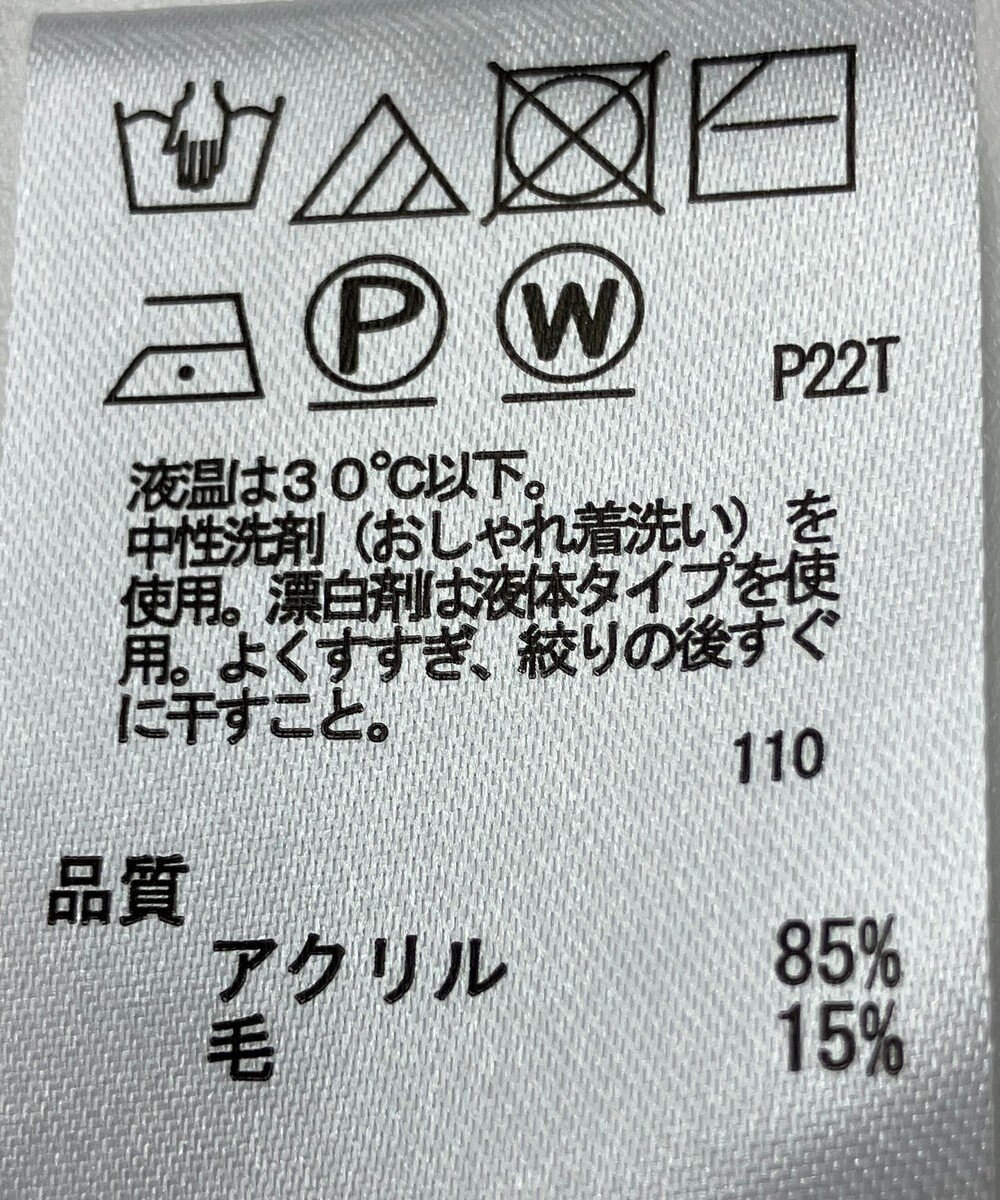 P
W
P22T
液温は３０℃以下。
中性洗剤（おしゃれ着洗い）を
使用。漂白剤は液体タイプを使
用。よくすすぎ、絞りの後すぐ
に干すこと。
110
品質
アクリル 85%
毛 15%